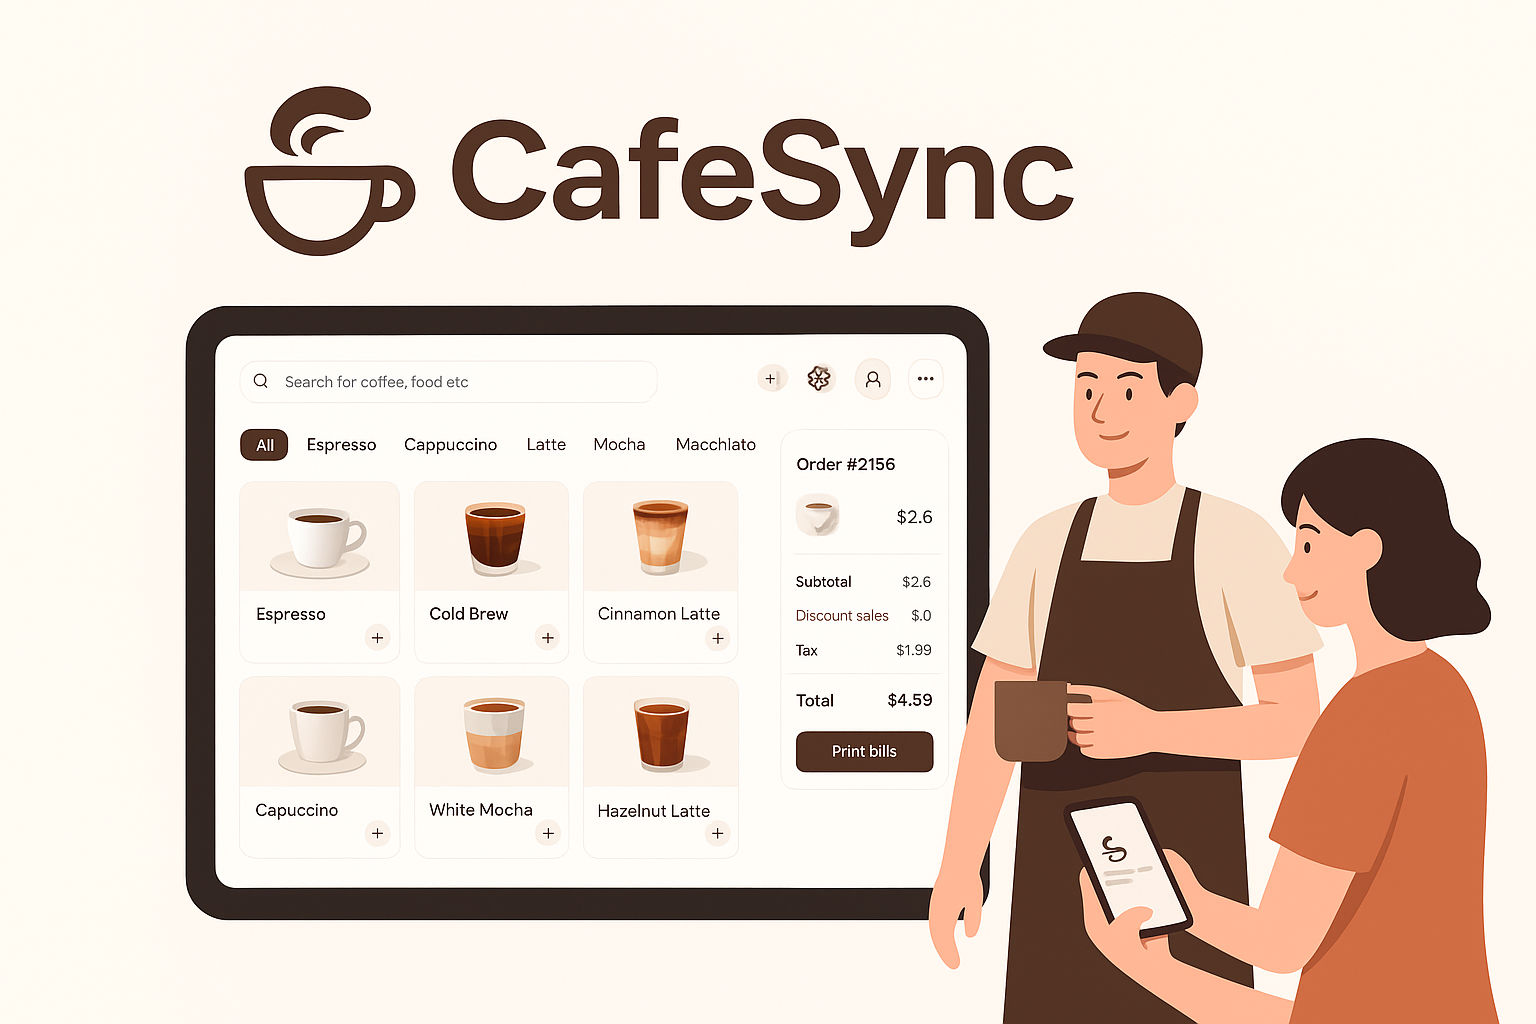 CafeSync
Search for coffee, food etc
All Espresso Cappuccino Latte Mocha Macchlato
Espresso
Cold Brew
Cinnamon Latte
Capuccino
White Mocha
Hazelnut Latte
Order #2156
$2.6
Subtotal $2.6
Discount sales $.0
Tax $1.99
Total $4.59
Print bills